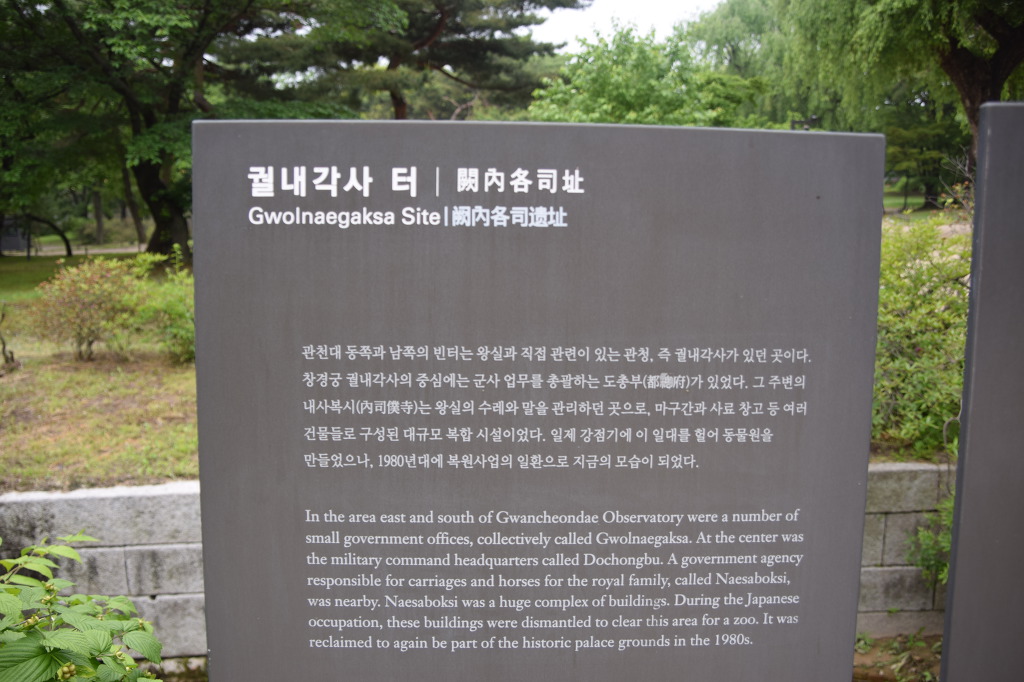 궐내각사 터 | 闕內各司址
Gwolnaegaksa Site | 阙內各司遗址
관천대 동쪽과 남쪽의 빈터는 왕실과 직접 관련이 있는 관청, 즉 궐내각사가 있던 곳이다.
창경궁 궐내각사의 중심에는 군사 업무를 총괄하는 도총부(都摠府)가 있었다. 그 주변의
내사복시(內司僕寺)는 왕실의 수레와 말을 관리하던 곳으로, 마구간과 사료 창고 등 여러
건물들로 구성된 대규모 복합 시설이었다. 일제 강점기에 이 일대를 헐어 동물원을
만들었으나, 1980년대에 복원사업의 일환으로 지금의 모습이 되었다.
In the area east and south of Gwancheondae Observatory were a number of
small government offices, collectively called Gwolnaegaksa. At the center was
the military command headquarters called Dochongbu. A government agency
responsible for carriages and horses for the royal family, called Naesaboksi,
was nearby. Naesaboksi was a huge complex of buildings. During the Japanese
occupation, these buildings were dismantled to clear this area for a zoo. It was
reclaimed to again be part of the historic palace grounds in the 1980s.